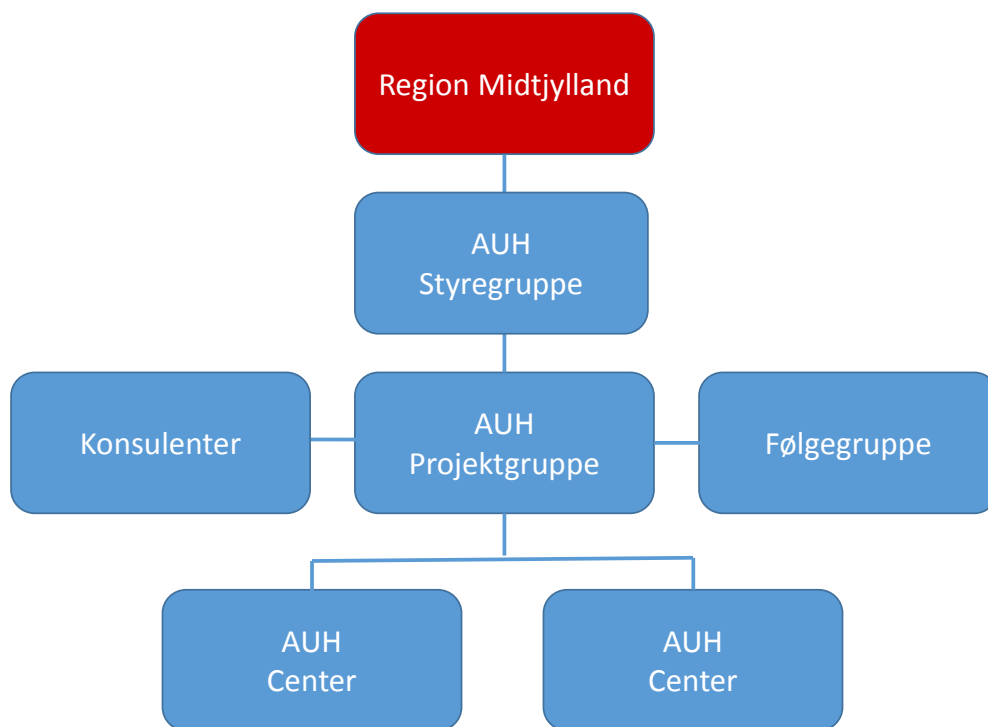 Region Midtjylland
AUH
Styregruppe
Konsulenter
AUH
Projektgruppe
Følgegruppe
AUH
Center
AUH
Center